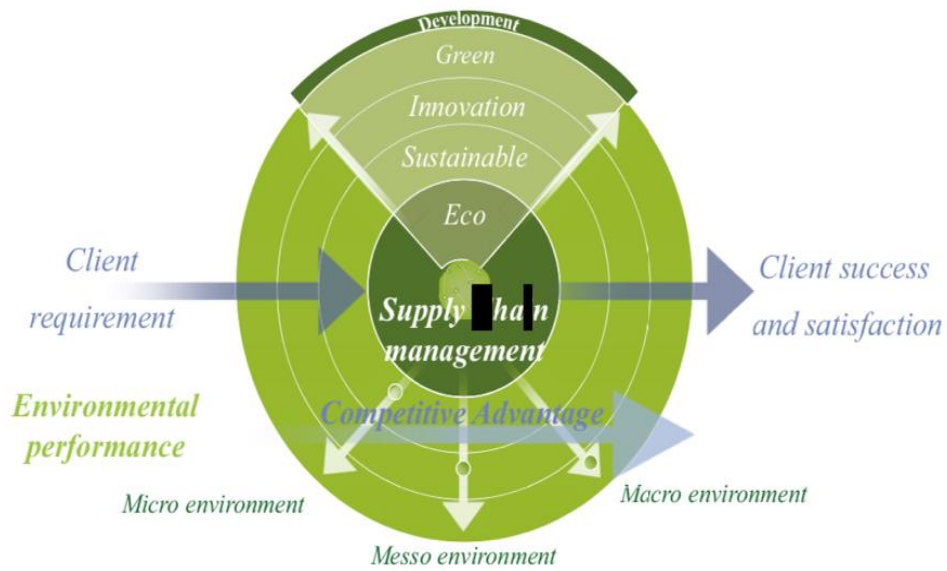 Development
Green
Innovation
Sustainable
Eco
Client
requirement
Supply
management
Client success
and satisfaction
Environmental
performance
Competitive Advantage
Micro environment
Macro environment
Messo environment